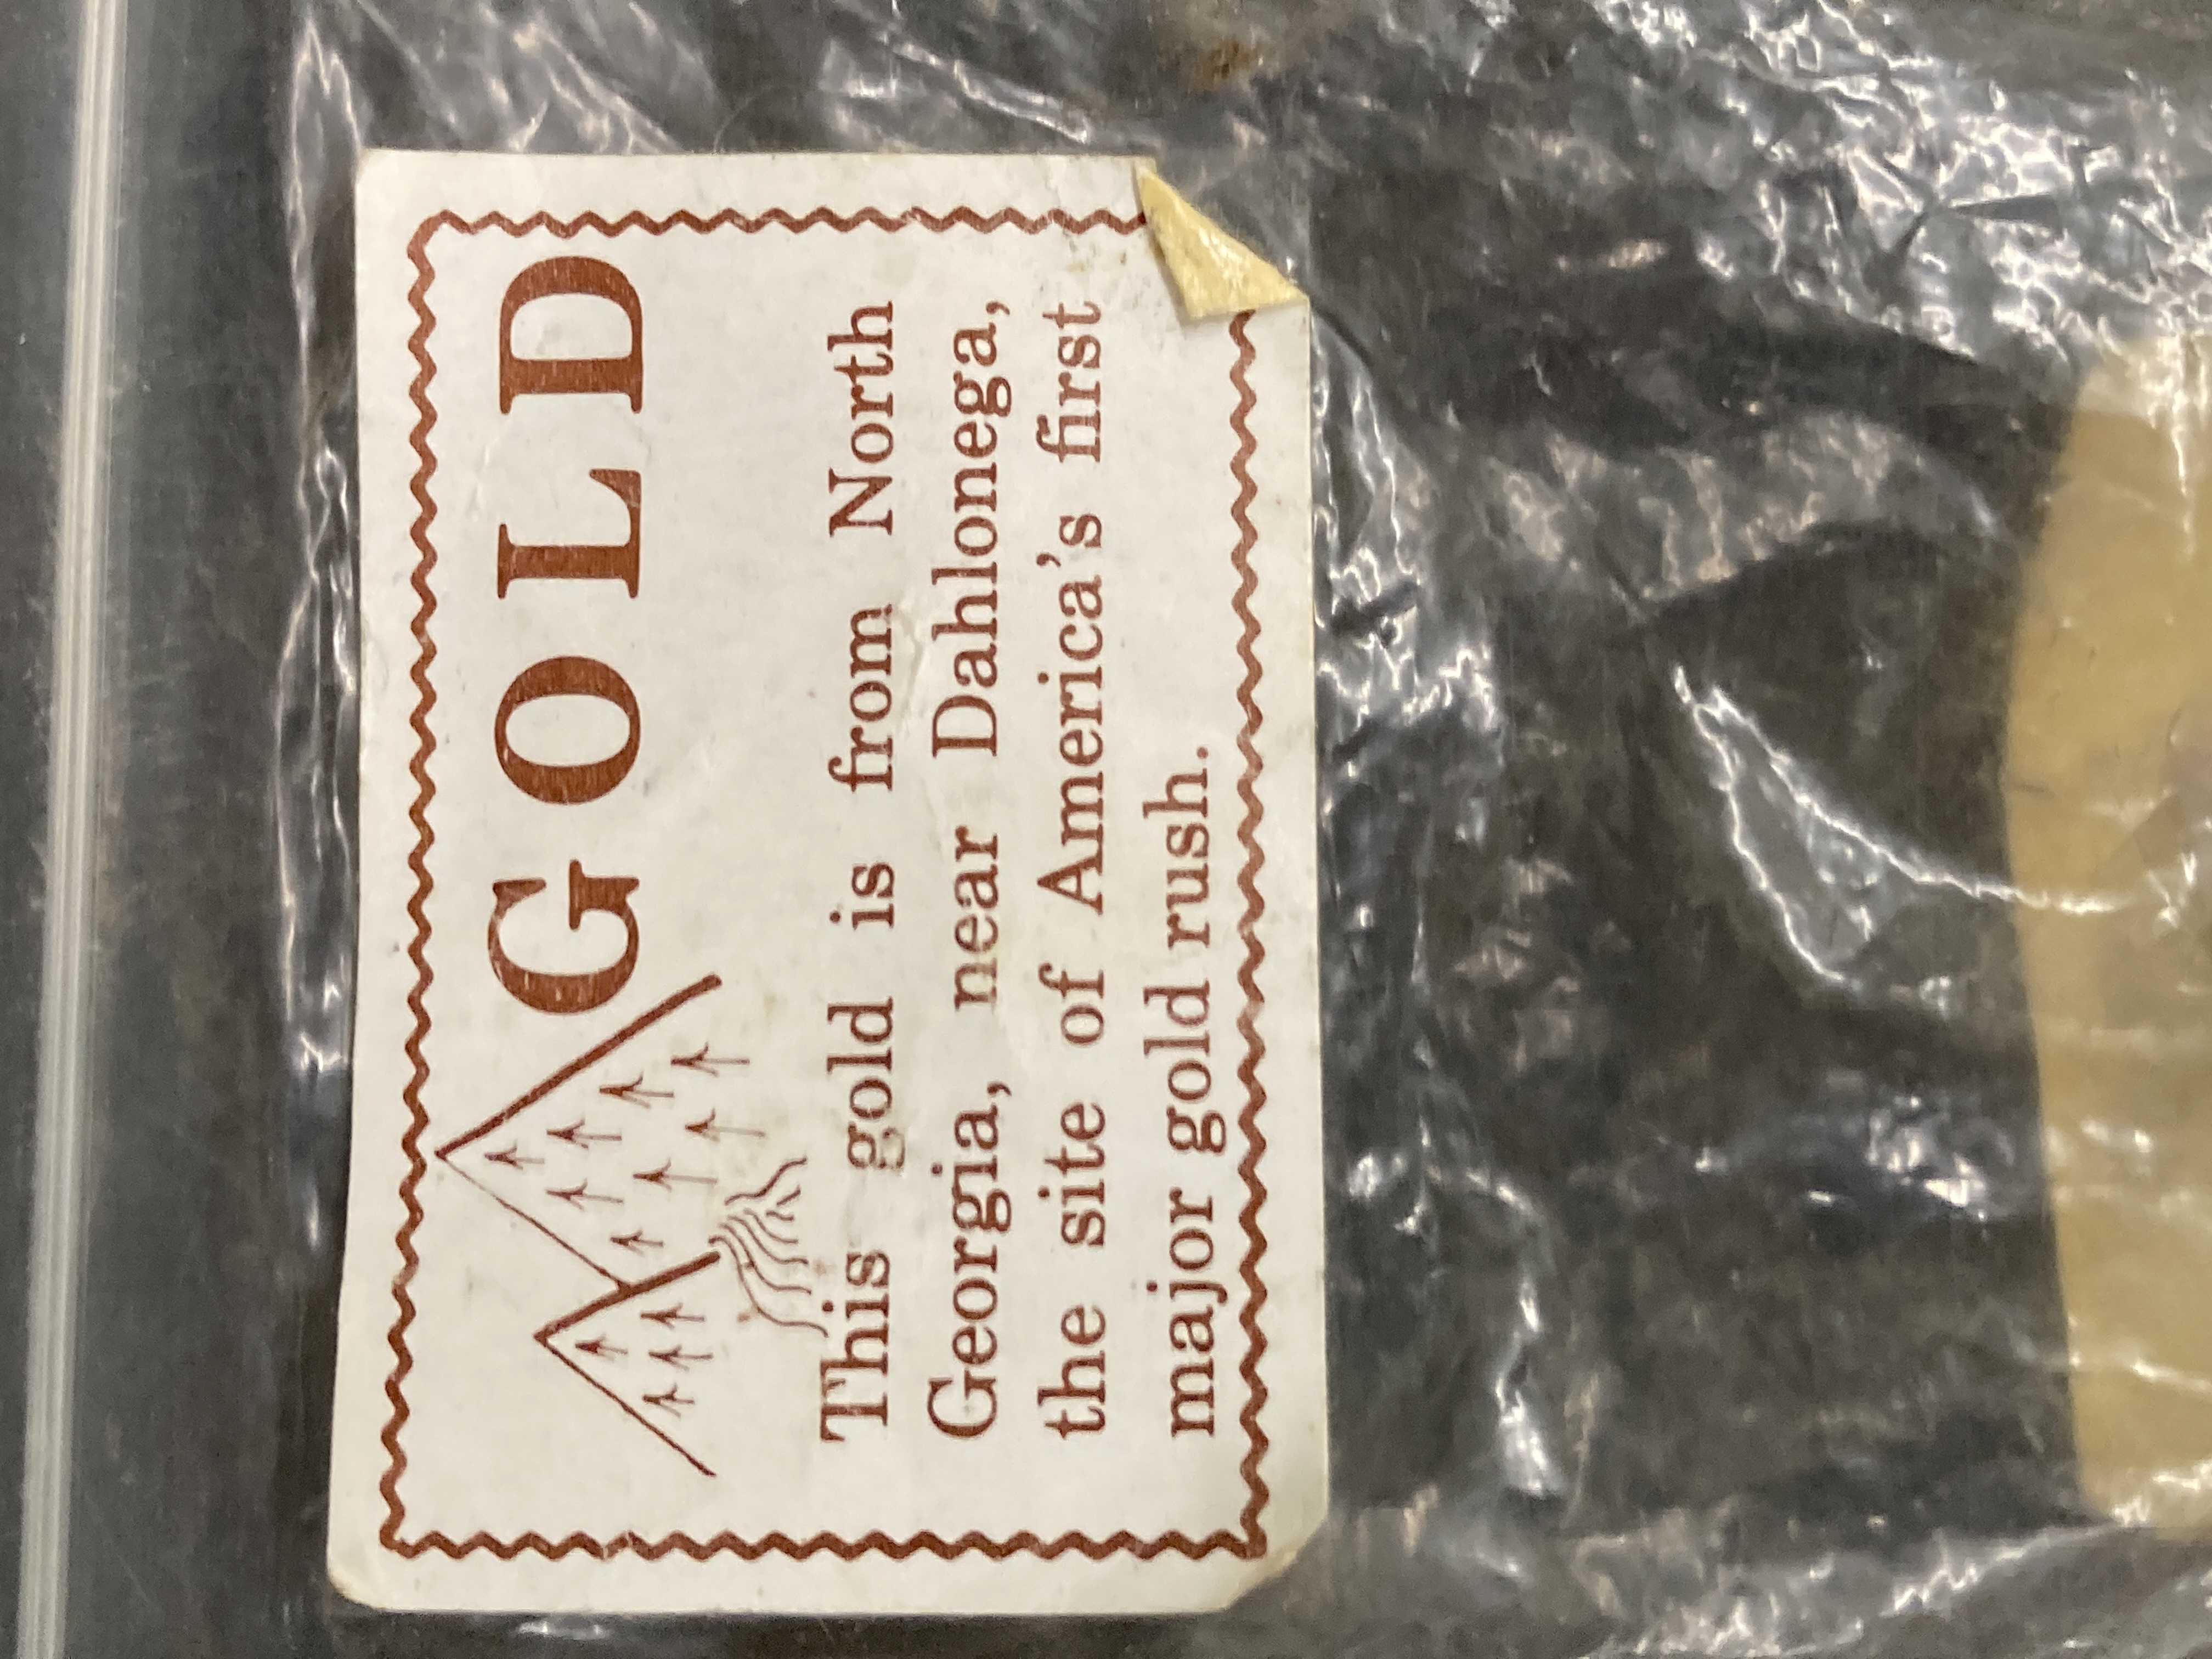 GOLD
This gold is from North
Georgia, near Dahlonega,
the site of America's first
major gold rush.